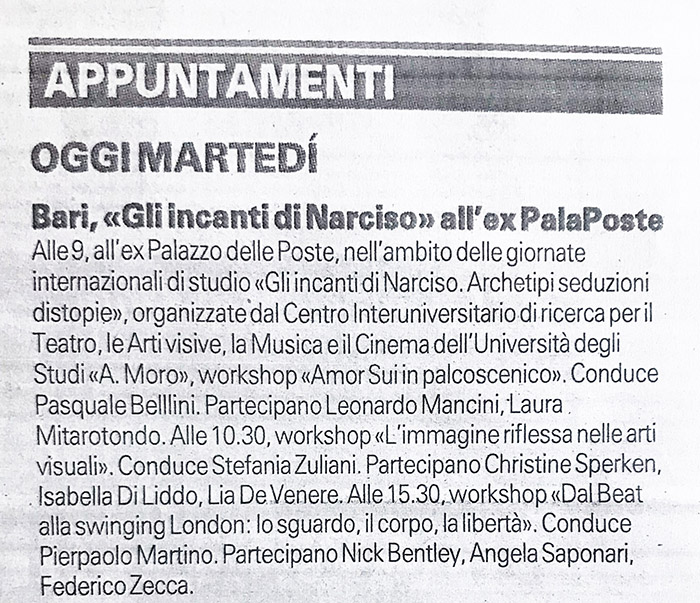 APPUNTAMENTI
OGGI MARTEDÍ
Bari, «Gli incanti di Narciso» all'ex PalaPoste
Alle 9, all'ex Palazzo delle Poste, nell'ambito delle giornate
internazionali di studio «Gli incanti di Narciso. Archetipi seduzioni
distopie», organizzate dal Centro Interuniversitario di ricerca per il
Teatro, le Arti visive, la Musica e il Cinema dell'Università degli
Studi «A. Moro», workshop «Amor Sui in palcoscenico». Conduce
Pasquale Belllini. Partecipano Leonardo Mancini, Laura
Mitarotondo. Alle 10.30, workshop «L'immagine riflessa nelle arti
visuali». Conduce Stefania Zuliani. Partecipano Christine Sperken,
Isabella Di Liddo, Lia De Venere. Alle 15.30, workshop «Dal Beat
alla swinging London: lo sguardo, il corpo, la libertà». Conduce
Pierpaolo Martino. Partecipano Nick Bentley, Angela Saponari,
Federico Zecca.